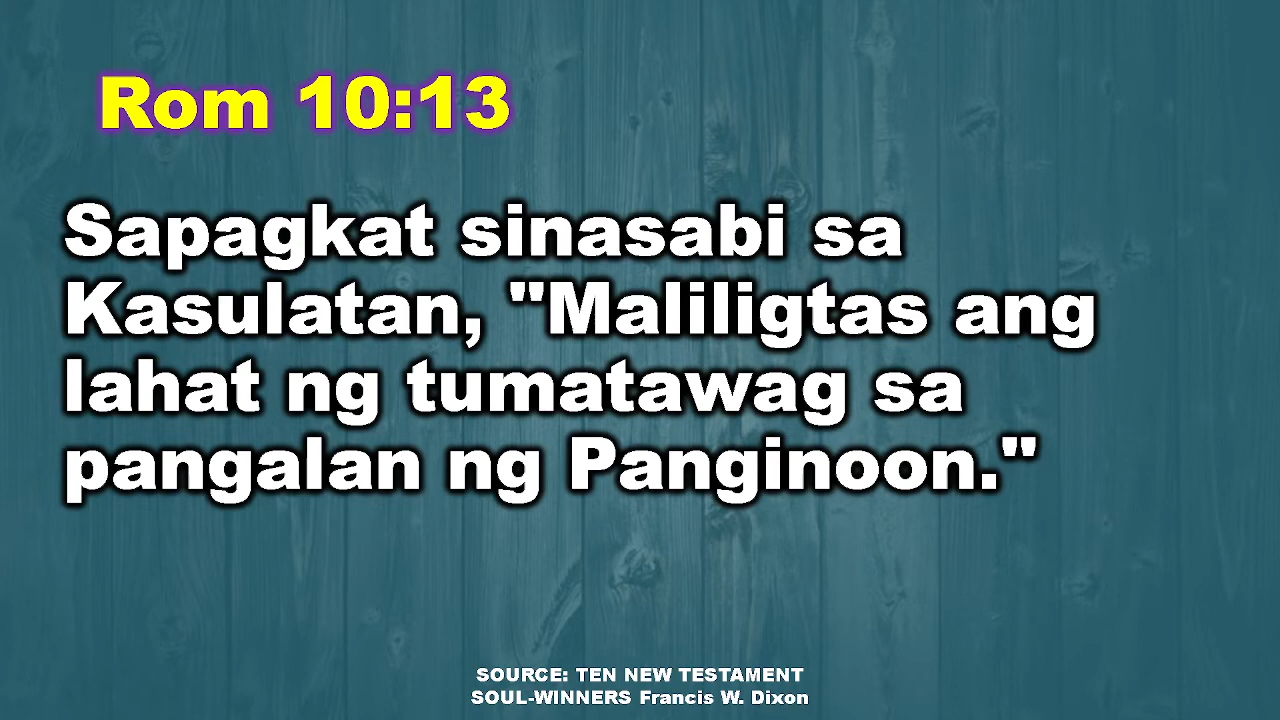 Rom 10:13
Sapagkat sinasabi sa
Kasulatan, "Maliligtas ang
lahat ng tumatawag sa
pangalan ng Panginoon."
SOURCE: TEN NEW TESTAMENT
SOUL-WINNERS Francis W. Dixon